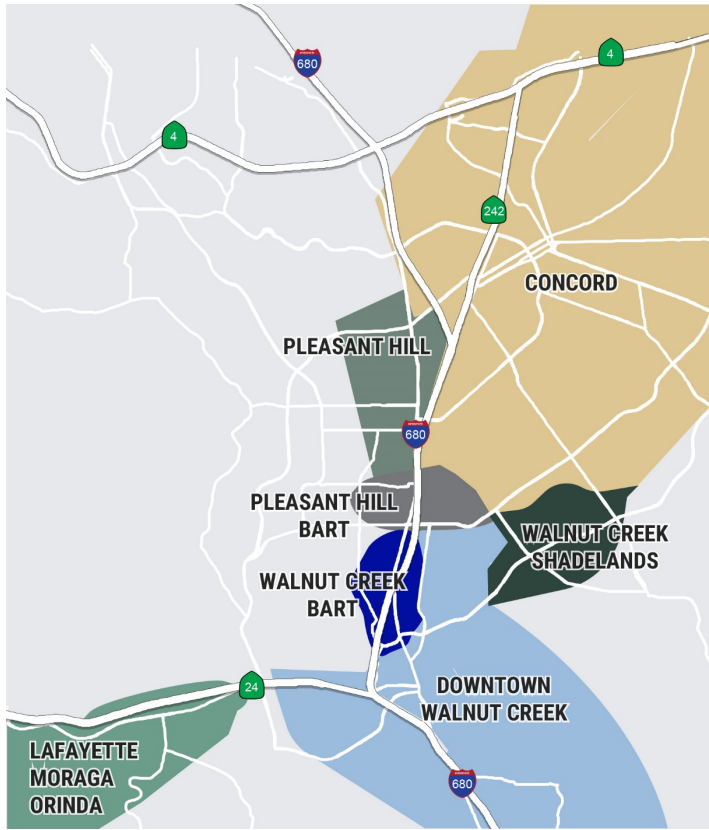 680
4
4
242
CONCORD
PLEASANT HILL
680
PLEASANT HILL
BART
WALNUT CREEK
SHADELANDS
WALNUT CREEK
BART
24
DOWNTOWN
WALNUT CREEK
LAFAYETTE
MORAGA
ORINDA
680